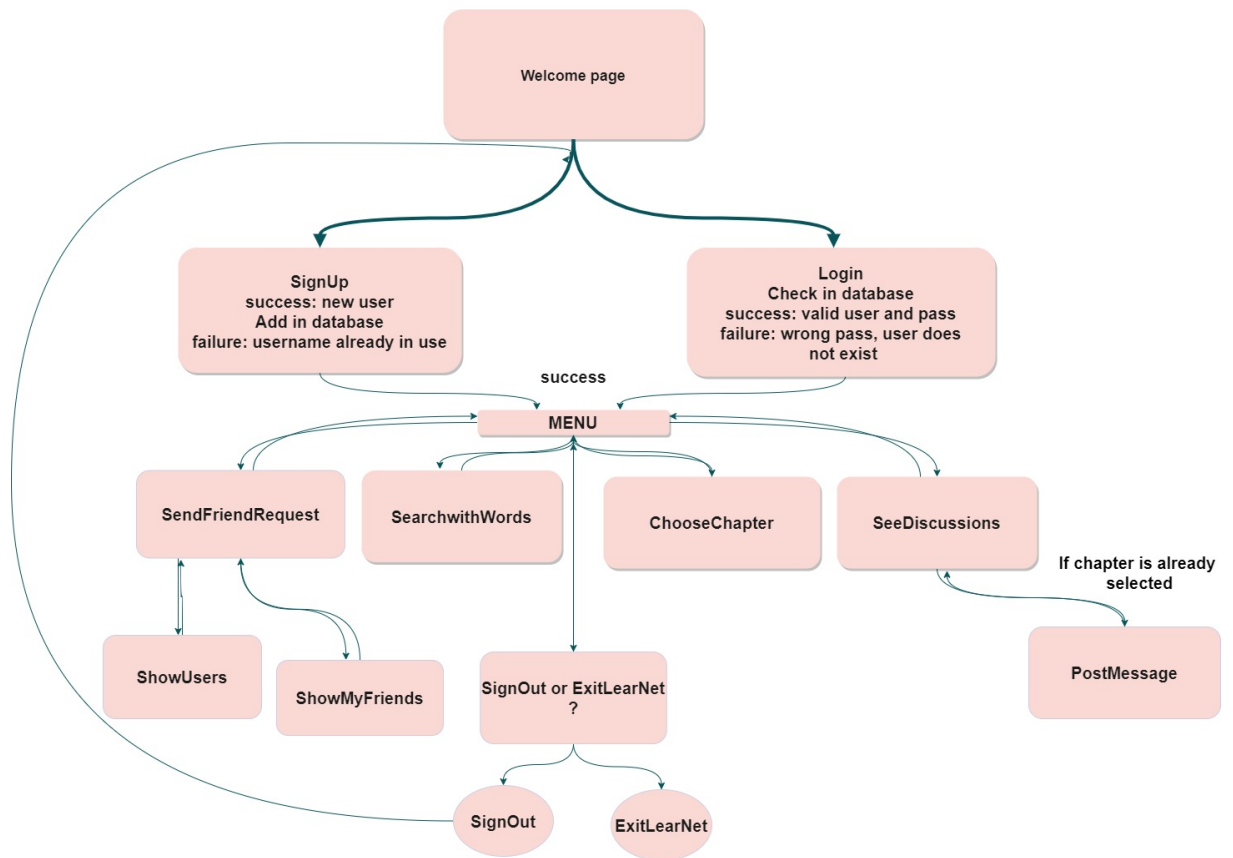 Welcome page
SignUp
success: new user
Add in database
failure: username already in use
Login
Check in database
success: valid user and pass
failure: wrong pass, user does
not exist
success
MENU
SendFriendRequest
SearchwithWords
ChooseChapter
SeeDiscussions
If chapter is already
selected
ShowUsers
ShowMyFriends
SignOut or ExitLearNet
?
PostMessage
SignOut
ExitLearNet